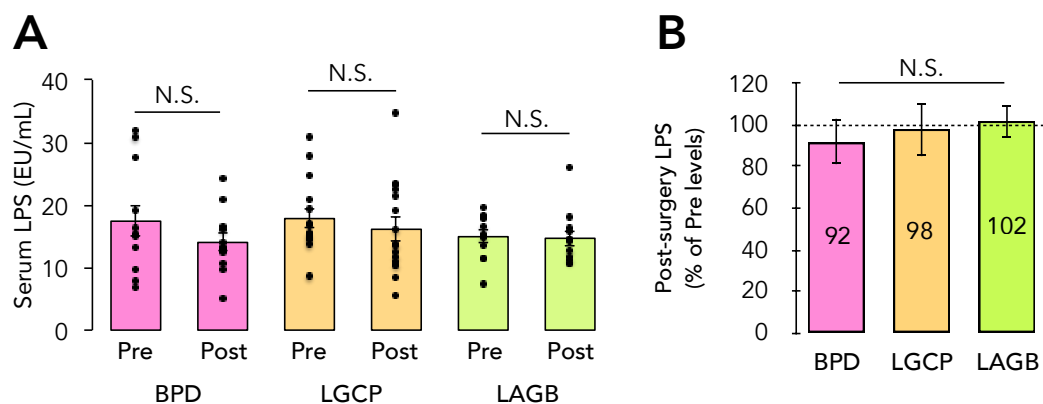 A
Serum LPS (EU/mL)
40
30
20
10
0
N.S.
N.S.
N.S.
Pre Post Pre Post Pre Post
BPD LGCP LAGB
B
Post-surgery LPS
(% of Pre levels)
120
100
80
60
40
20
0
N.S.
92 98 102
BPD LGCP LAGB